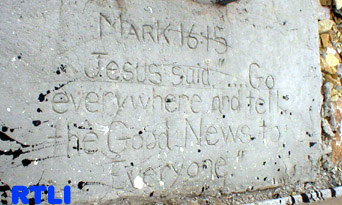 MARK 16:15
Jesus said "... Go
everywhere and tell
the Good News to
Everyone."
RTLI